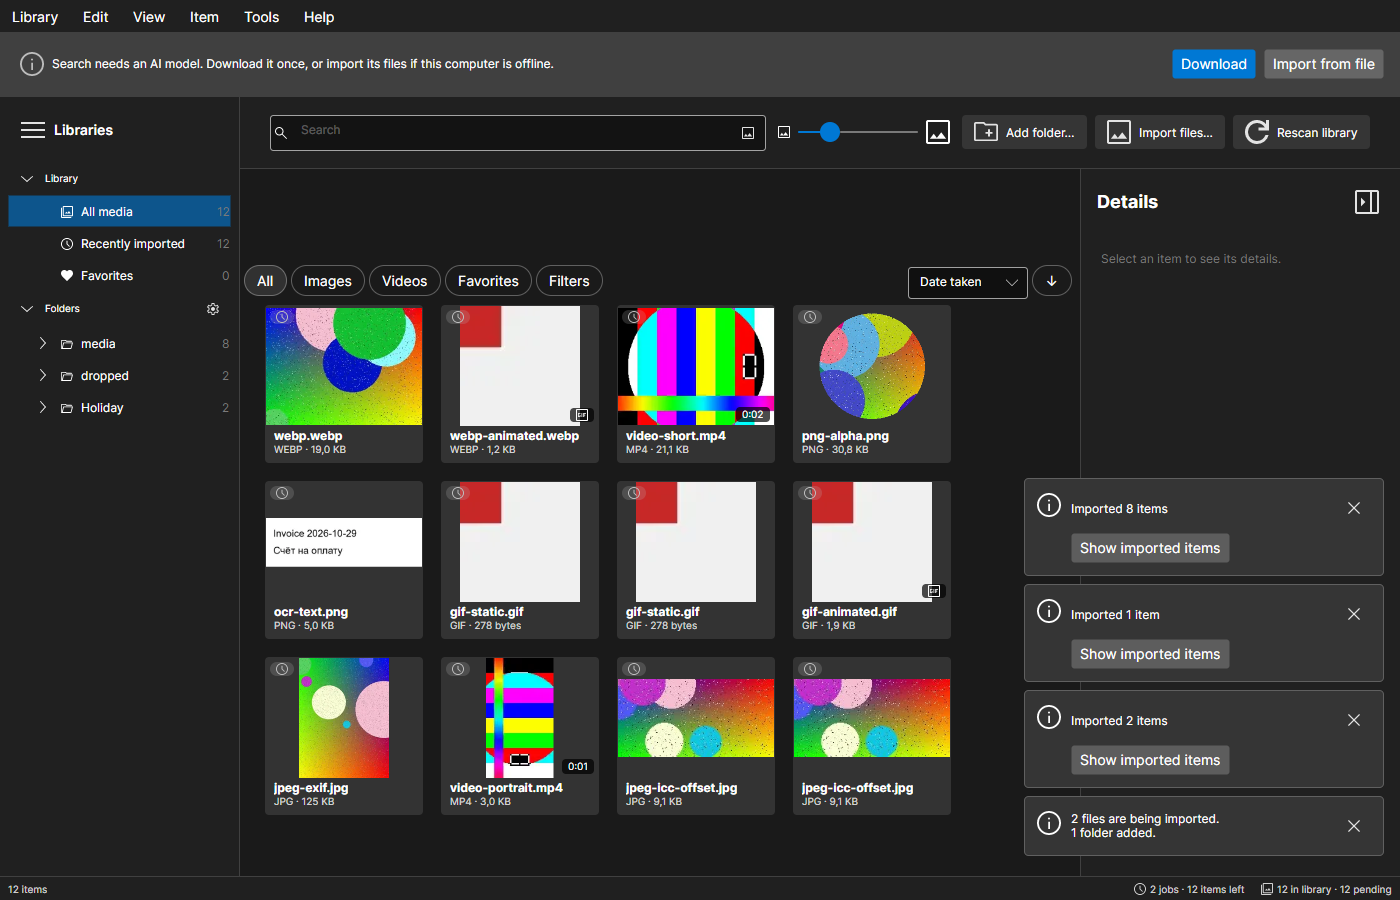 Library Edit View Item Tools Help
Search needs an AI model. Download it once, or import its files if this computer is offline.
Download
Import from file
Libraries
Search
Add folder...
Import files...
Rescan library
Library
All media 12
Recently imported 12
Favorites 0
Folders
media 8
dropped 2
Holiday 2
All Images Videos Favorites Filters
Date taken
webp.webp
WEBP · 19,0 KB
GIF
webp-animated.webp
WEBP · 1,2 KB
0:02
video-short.mp4
MP4 · 21,1 KB
png-alpha.png
PNG · 30,8 KB
Invoice 2026-10-29
Счёт на оплату
ocr-text.png
PNG · 5,0 KB
gif-static.gif
GIF · 278 bytes
gif-static.gif
GIF · 278 bytes
GIF
gif-animated.gif
GIF · 1,9 KB
jpeg-exif.jpg
JPG · 125 KB
0:01
video-portrait.mp4
MP4 · 3,0 KB
jpeg-icc-offset.jpg
JPG · 9,1 KB
jpeg-icc-offset.jpg
JPG · 9,1 KB
Details
Select an item to see its details.
Imported 8 items
Show imported items
Imported 1 item
Show imported items
Imported 2 items
Show imported items
2 files are being imported.
1 folder added.
12 items
2 jobs · 12 items left
12 in library · 12 pending